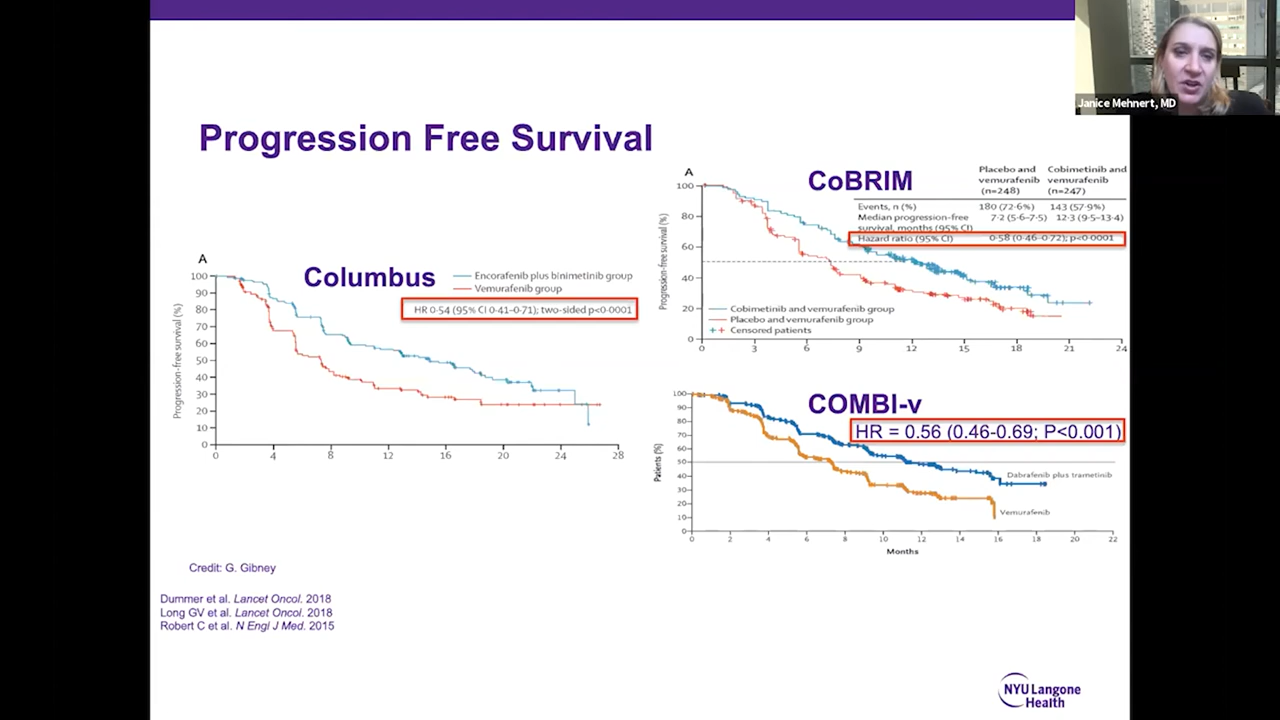 Janice Mehnert, MD
Progression Free Survival
A
Columbus
Encorafenib plus binimetinib group
Vemurafenib group
HR 0·54 (95% CI 0·41–0·71); two-sided p<0·0001
Progression-free survival (%)
100
90
80
70
60
50
40
30
20
10
0
0 4 8 12 16 20 24 28
A
CoBRIM
Placebo and vemurafenib (n=248)
Cobimetinib and vemurafenib (n=247)
Events, n (%) 180 (72·6%) 143 (57·9%)
Median progression-free survival, months (95% CI) 7·2 (5·6–7·5) 12·3 (9·5–13·4)
Hazard ratio (95% CI) 0·58 (0·46–0·72); p<0·0001
Progression-free survival (%)
100
80
60
40
20
0
Cobimetinib and vemurafenib group
Placebo and vemurafenib group
Censored patients
0 3 6 9 12 15 18 21 24
COMBI-v
HR = 0.56 (0.46-0.69; P<0.001)
Patients (%)
100
90
80
70
60
50
40
30
20
10
0
Dabrafenib plus trametinib
Vemurafenib
0 2 4 6 8 10 12 14 16 18 20 22
Months
Credit: G. Gibney
Dummer et al. Lancet Oncol. 2018
Long GV et al. Lancet Oncol. 2018
Robert C et al. N Engl J Med. 2015
NYU Langone
Health